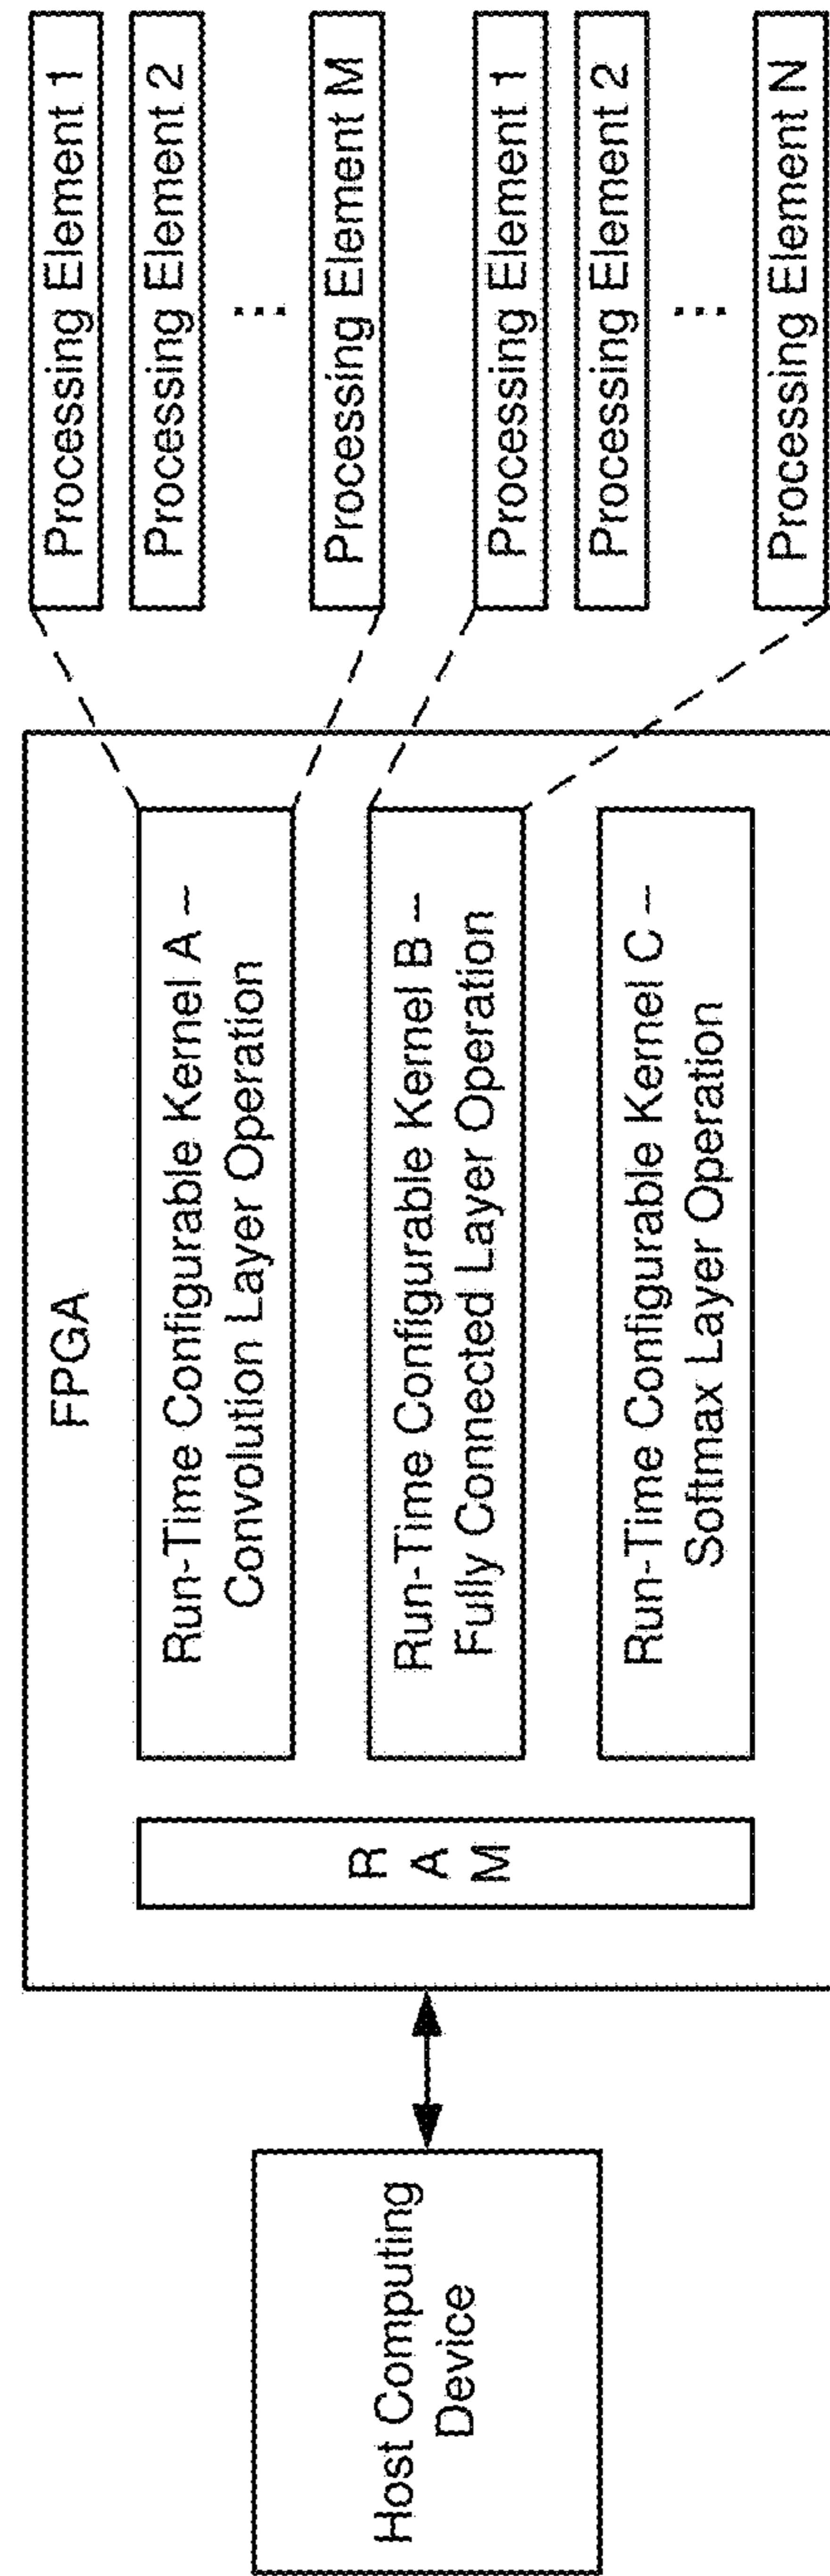 Host Computing
Device
FPGA
R
A
M
Run-Time Configurable Kernel A –
Convolution Layer Operation
Run-Time Configurable Kernel B –
Fully Connected Layer Operation
Run-Time Configurable Kernel C –
Softmax Layer Operation
Processing Element 1
Processing Element 2
...
Processing Element M
Processing Element 1
Processing Element 2
...
Processing Element N